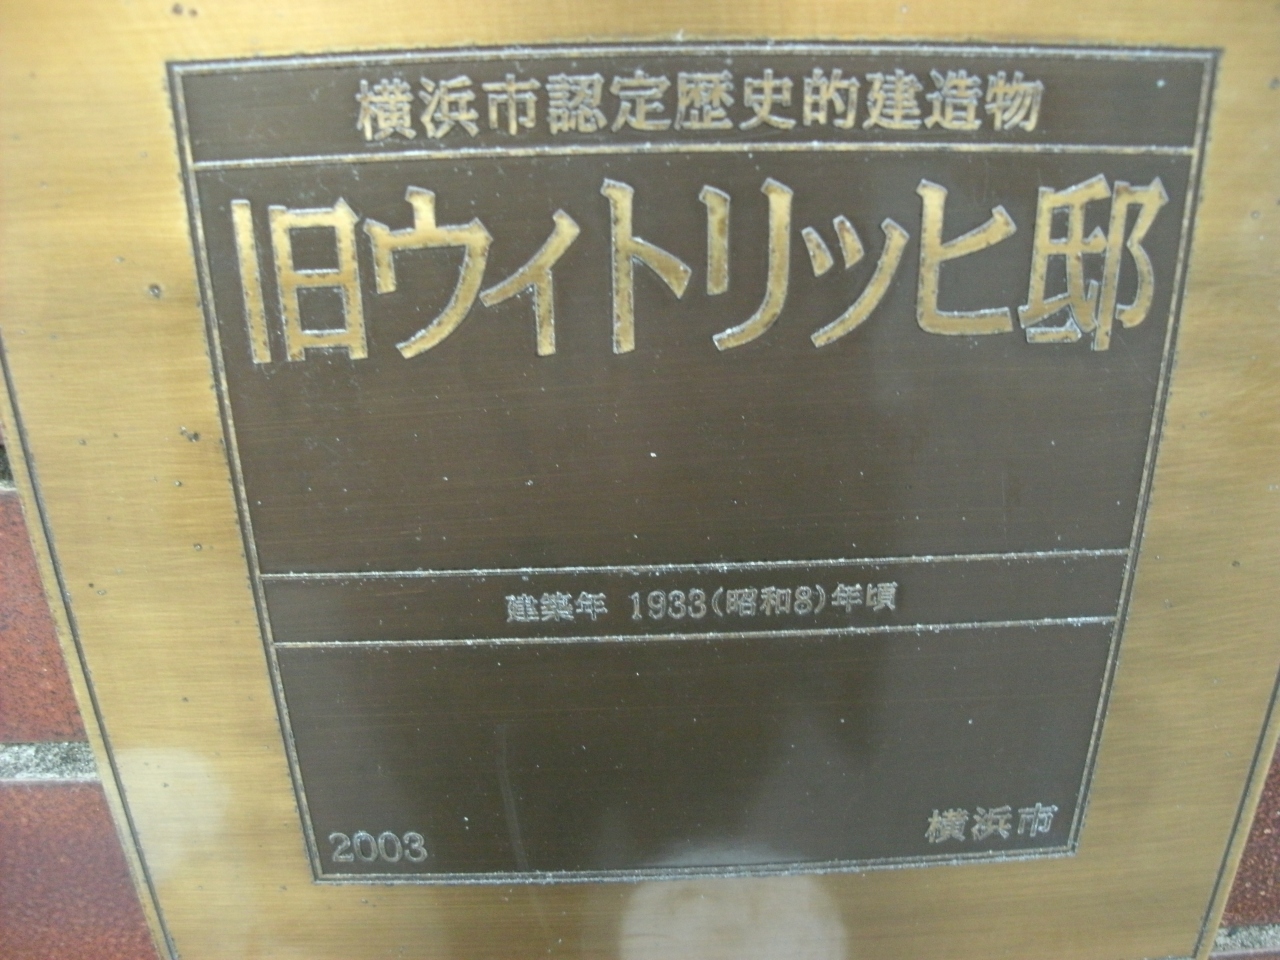 横浜市認定歴史的建造物
旧ウィトリッヒ邸
建築年 1933(昭和8)年頃
2003
横浜市